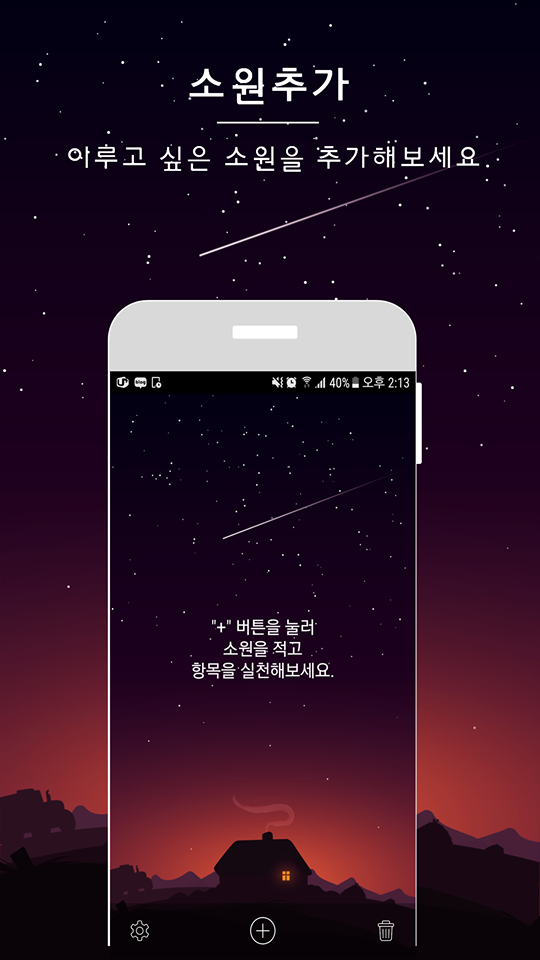 소원추가
이루고 싶은 소원을 추가해보세요.
40% 오후 2:13
"+" 버튼을 눌러
소원을 적고
항목을 실천해보세요.